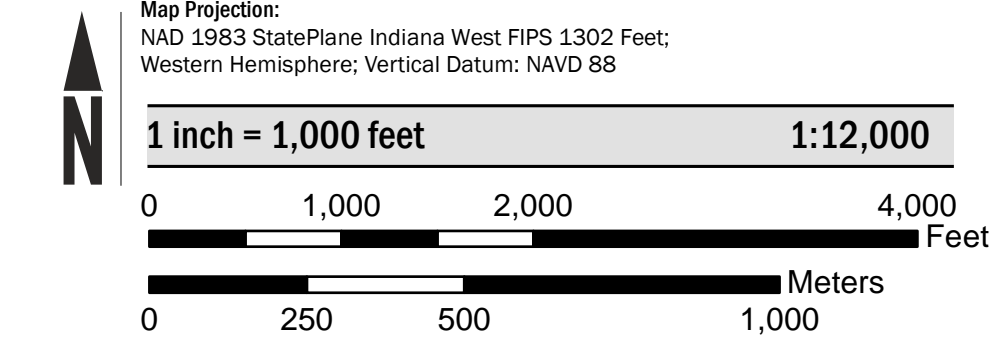 Map Projection:
NAD 1983 StatePlane Indiana West FIPS 1302 Feet;
Western Hemisphere; Vertical Datum: NAVD 88
N
1 inch = 1,000 feet 1:12,000
0 1,000 2,000 4,000
Feet
Meters
0 250 500 1,000